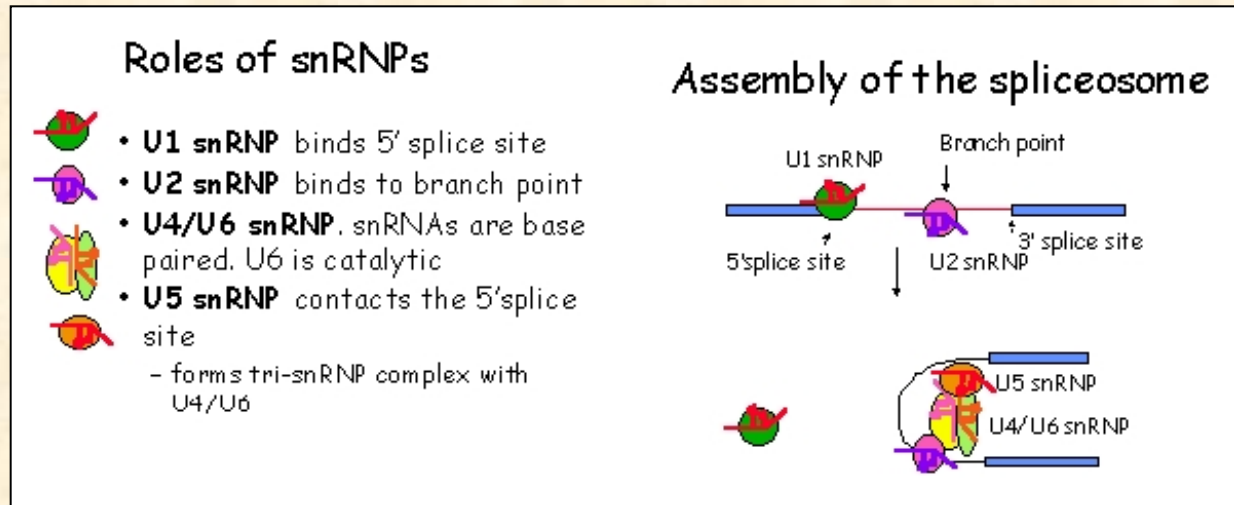 Roles of snRNPs
• U1 snRNP binds 5' splice site
• U2 snRNP binds to branch point
• U4/U6 snRNP. snRNAs are base
paired. U6 is catalytic
• U5 snRNP contacts the 5'splice
site
– forms tri-snRNP complex with
U4/U6
Assembly of the spliceosome
Branch point
U1 snRNP
3' splice site
5'splice site
U2 snRNP
U5 snRNP
U4/U6 snRNP